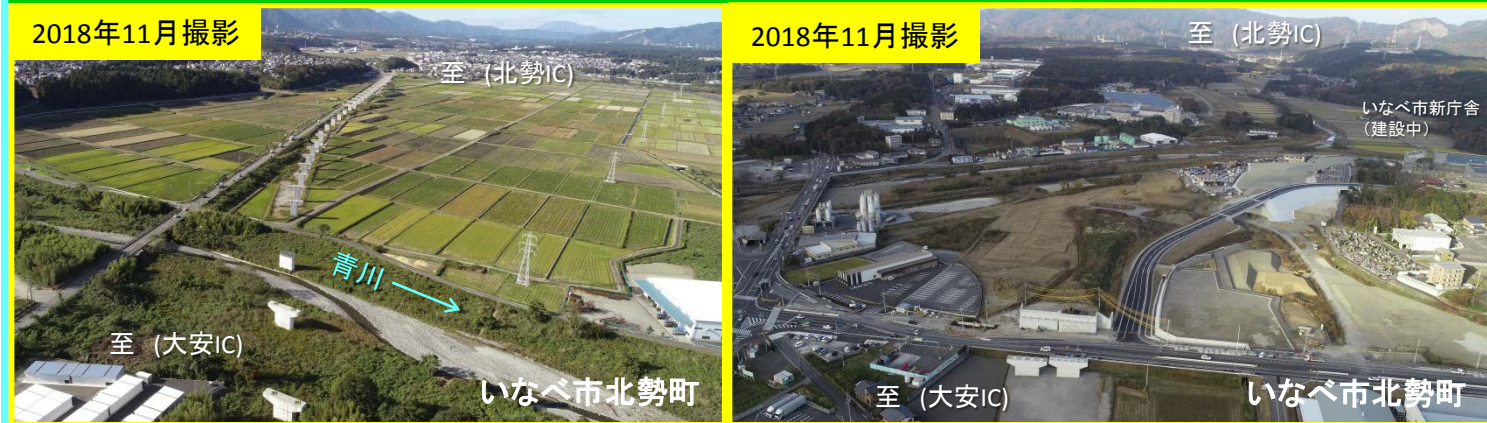 2018年11月撮影
至 (北勢IC)
青川
至 (大安IC)
いなべ市北勢町
2018年11月撮影
至 (北勢IC)
いなべ市新庁舎
(建設中)
至 (大安IC)
いなべ市北勢町